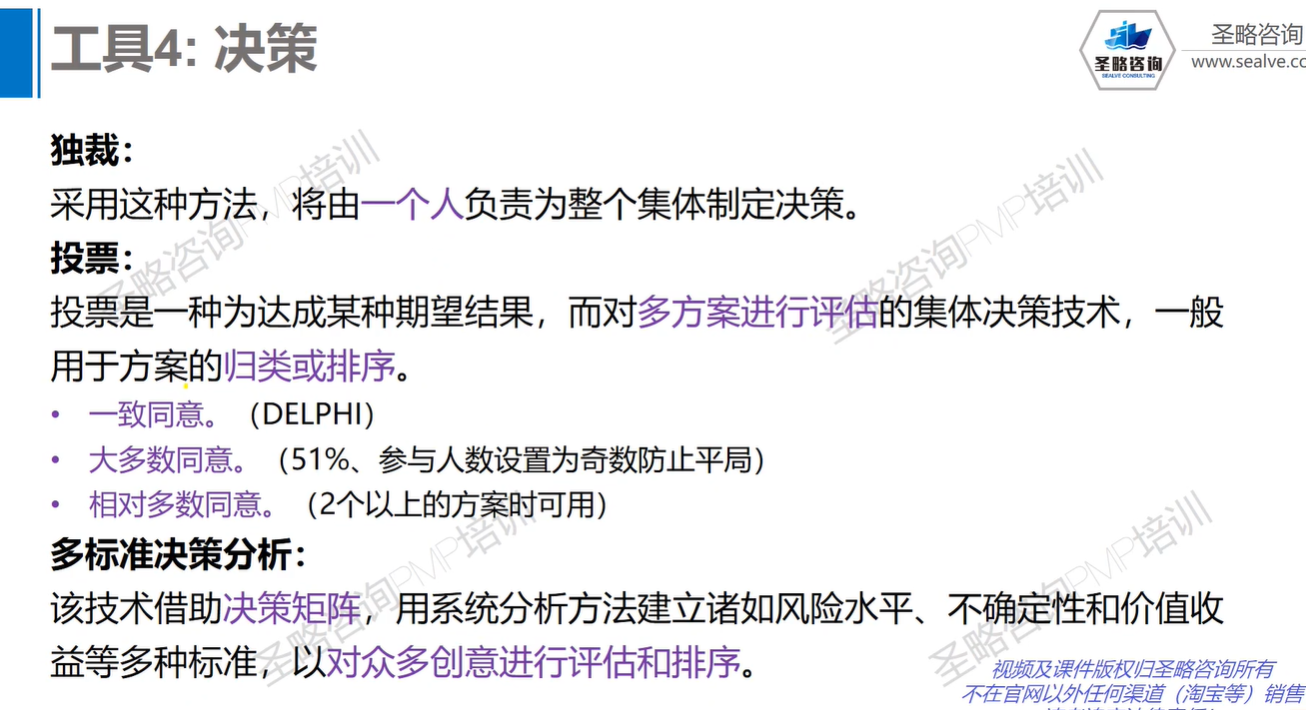 工具4: 决策
圣略咨询
SEALVE CONSULTING
圣略咨询
www.sealve.co
独裁：
采用这种方法，将由一个人负责为整个集体制定决策。
投票：
投票是一种为达成某种期望结果，而对多方案进行评估的集体决策技术，一般
用于方案的归类或排序。
• 一致同意。（DELPHI）
• 大多数同意。（51%、参与人数设置为奇数防止平局）
• 相对多数同意。（2个以上的方案时可用）
多标准决策分析：
该技术借助决策矩阵，用系统分析方法建立诸如风险水平、不确定性和价值收
益等多种标准，以对众多创意进行评估和排序。
圣略咨询PMP培训
圣略咨询PMP培训
圣略咨询PMP培训
圣略咨询PMP培训
视频及课件版权归圣略咨询所有
不在官网以外任何渠道（淘宝等）销售